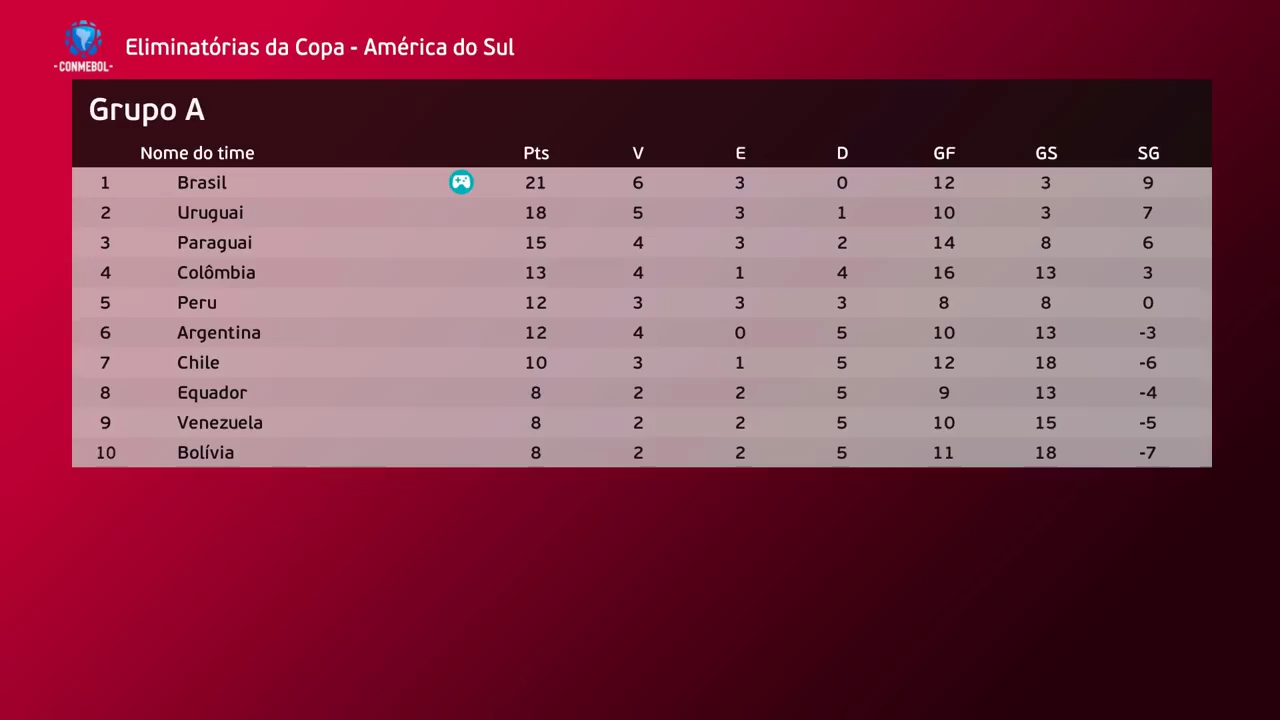 Eliminatórias da Copa - América do Sul
-CONMEBOL-
Grupo A
Nome do time Pts V E D GF GS SG
1 Brasil 21 6 3 0 12 3 9
2 Uruguai 18 5 3 1 10 3 7
3 Paraguai 15 4 3 2 14 8 6
4 Colômbia 13 4 1 4 16 13 3
5 Peru 12 3 3 3 8 8 0
6 Argentina 12 4 0 5 10 13 -3
7 Chile 10 3 1 5 12 18 -6
8 Equador 8 2 2 5 9 13 -4
9 Venezuela 8 2 2 5 10 15 -5
10 Bolívia 8 2 2 5 11 18 -7